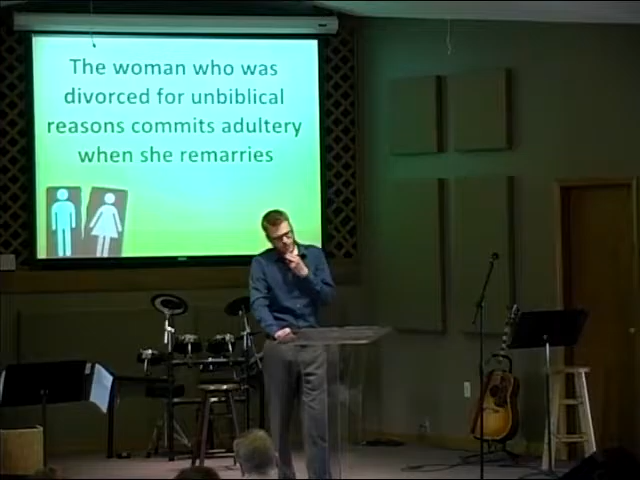 The woman who was
divorced for unbiblical
reasons commits adultery
when she remarries